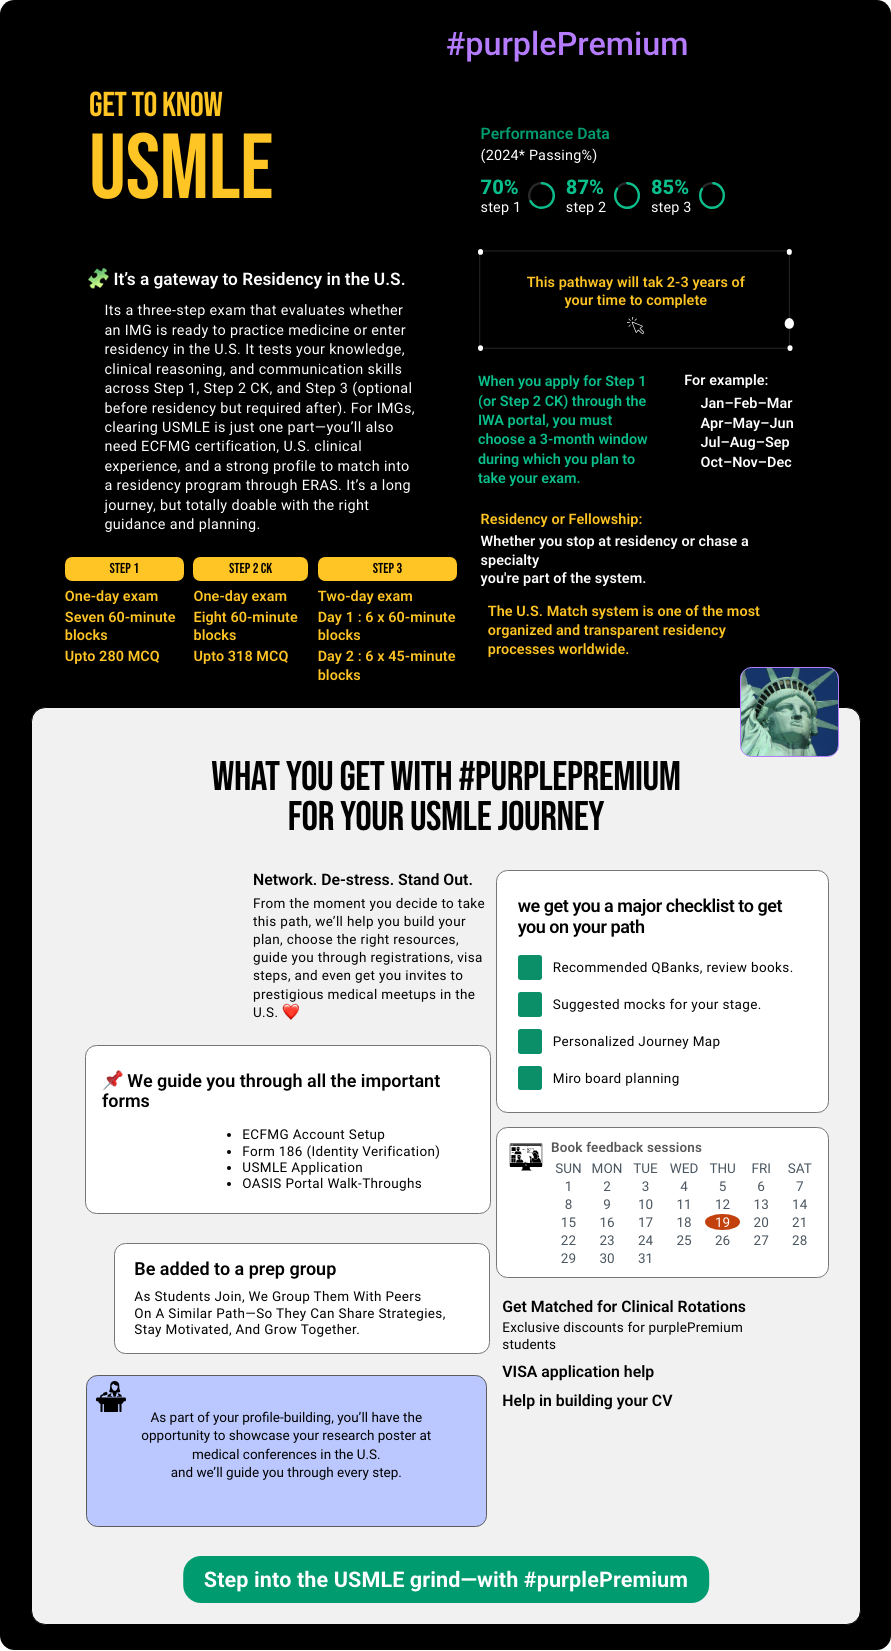 #purplePremium
GET TO KNOW
USMLE
Performance Data
(2024* Passing%)
70% 87% 85%
step 1 step 2 step 3
🧩 It’s a gateway to Residency in the U.S.
Its a three-step exam that evaluates whether
an IMG is ready to practice medicine or enter
residency in the U.S. It tests your knowledge,
clinical reasoning, and communication skills
across Step 1, Step 2 CK, and Step 3 (optional
before residency but required after). For IMGs,
clearing USMLE is just one part—you’ll also
need ECFMG certification, U.S. clinical
experience, and a strong profile to match into
a residency program through ERAS. It’s a long
journey, but totally doable with the right
guidance and planning.
STEP 1
One-day exam
Seven 60-minute
blocks
Upto 280 MCQ
STEP 2 CK
One-day exam
Eight 60-minute
blocks
Upto 318 MCQ
STEP 3
Two-day exam
Day 1 : 6 x 60-minute
blocks
Day 2 : 6 x 45-minute
blocks
This pathway will tak 2-3 years of
your time to complete
When you apply for Step 1
(or Step 2 CK) through the
IWA portal, you must
choose a 3-month window
during which you plan to
take your exam.
For example:
Jan–Feb–Mar
Apr–May–Jun
Jul–Aug–Sep
Oct–Nov–Dec
Residency or Fellowship:
Whether you stop at residency or chase a
specialty
you're part of the system.
The U.S. Match system is one of the most
organized and transparent residency
processes worldwide.
WHAT YOU GET WITH #PURPLEPREMIUM
FOR YOUR USMLE JOURNEY
Network. De-stress. Stand Out.
From the moment you decide to take
this path, we’ll help you build your
plan, choose the right resources,
guide you through registrations, visa
steps, and even get you invites to
prestigious medical meetups in the
U.S. ❤️
📌 We guide you through all the important
forms
• ECFMG Account Setup
• Form 186 (Identity Verification)
• USMLE Application
• OASIS Portal Walk-Throughs
Be added to a prep group
As Students Join, We Group Them With Peers
On A Similar Path—So They Can Share Strategies,
Stay Motivated, And Grow Together.
As part of your profile-building, you’ll have the
opportunity to showcase your research poster at
medical conferences in the U.S.
and we’ll guide you through every step.
we get you a major checklist to get
you on your path
Recommended QBanks, review books.
Suggested mocks for your stage.
Personalized Journey Map
Miro board planning
Book feedback sessions
SUN MON TUE WED THU FRI SAT
1 2 3 4 5 6 7
8 9 10 11 12 13 14
15 16 17 18 19 20 21
22 23 24 25 26 27 28
29 30 31
Get Matched for Clinical Rotations
Exclusive discounts for purplePremium
students
VISA application help
Help in building your CV
Step into the USMLE grind—with #purplePremium